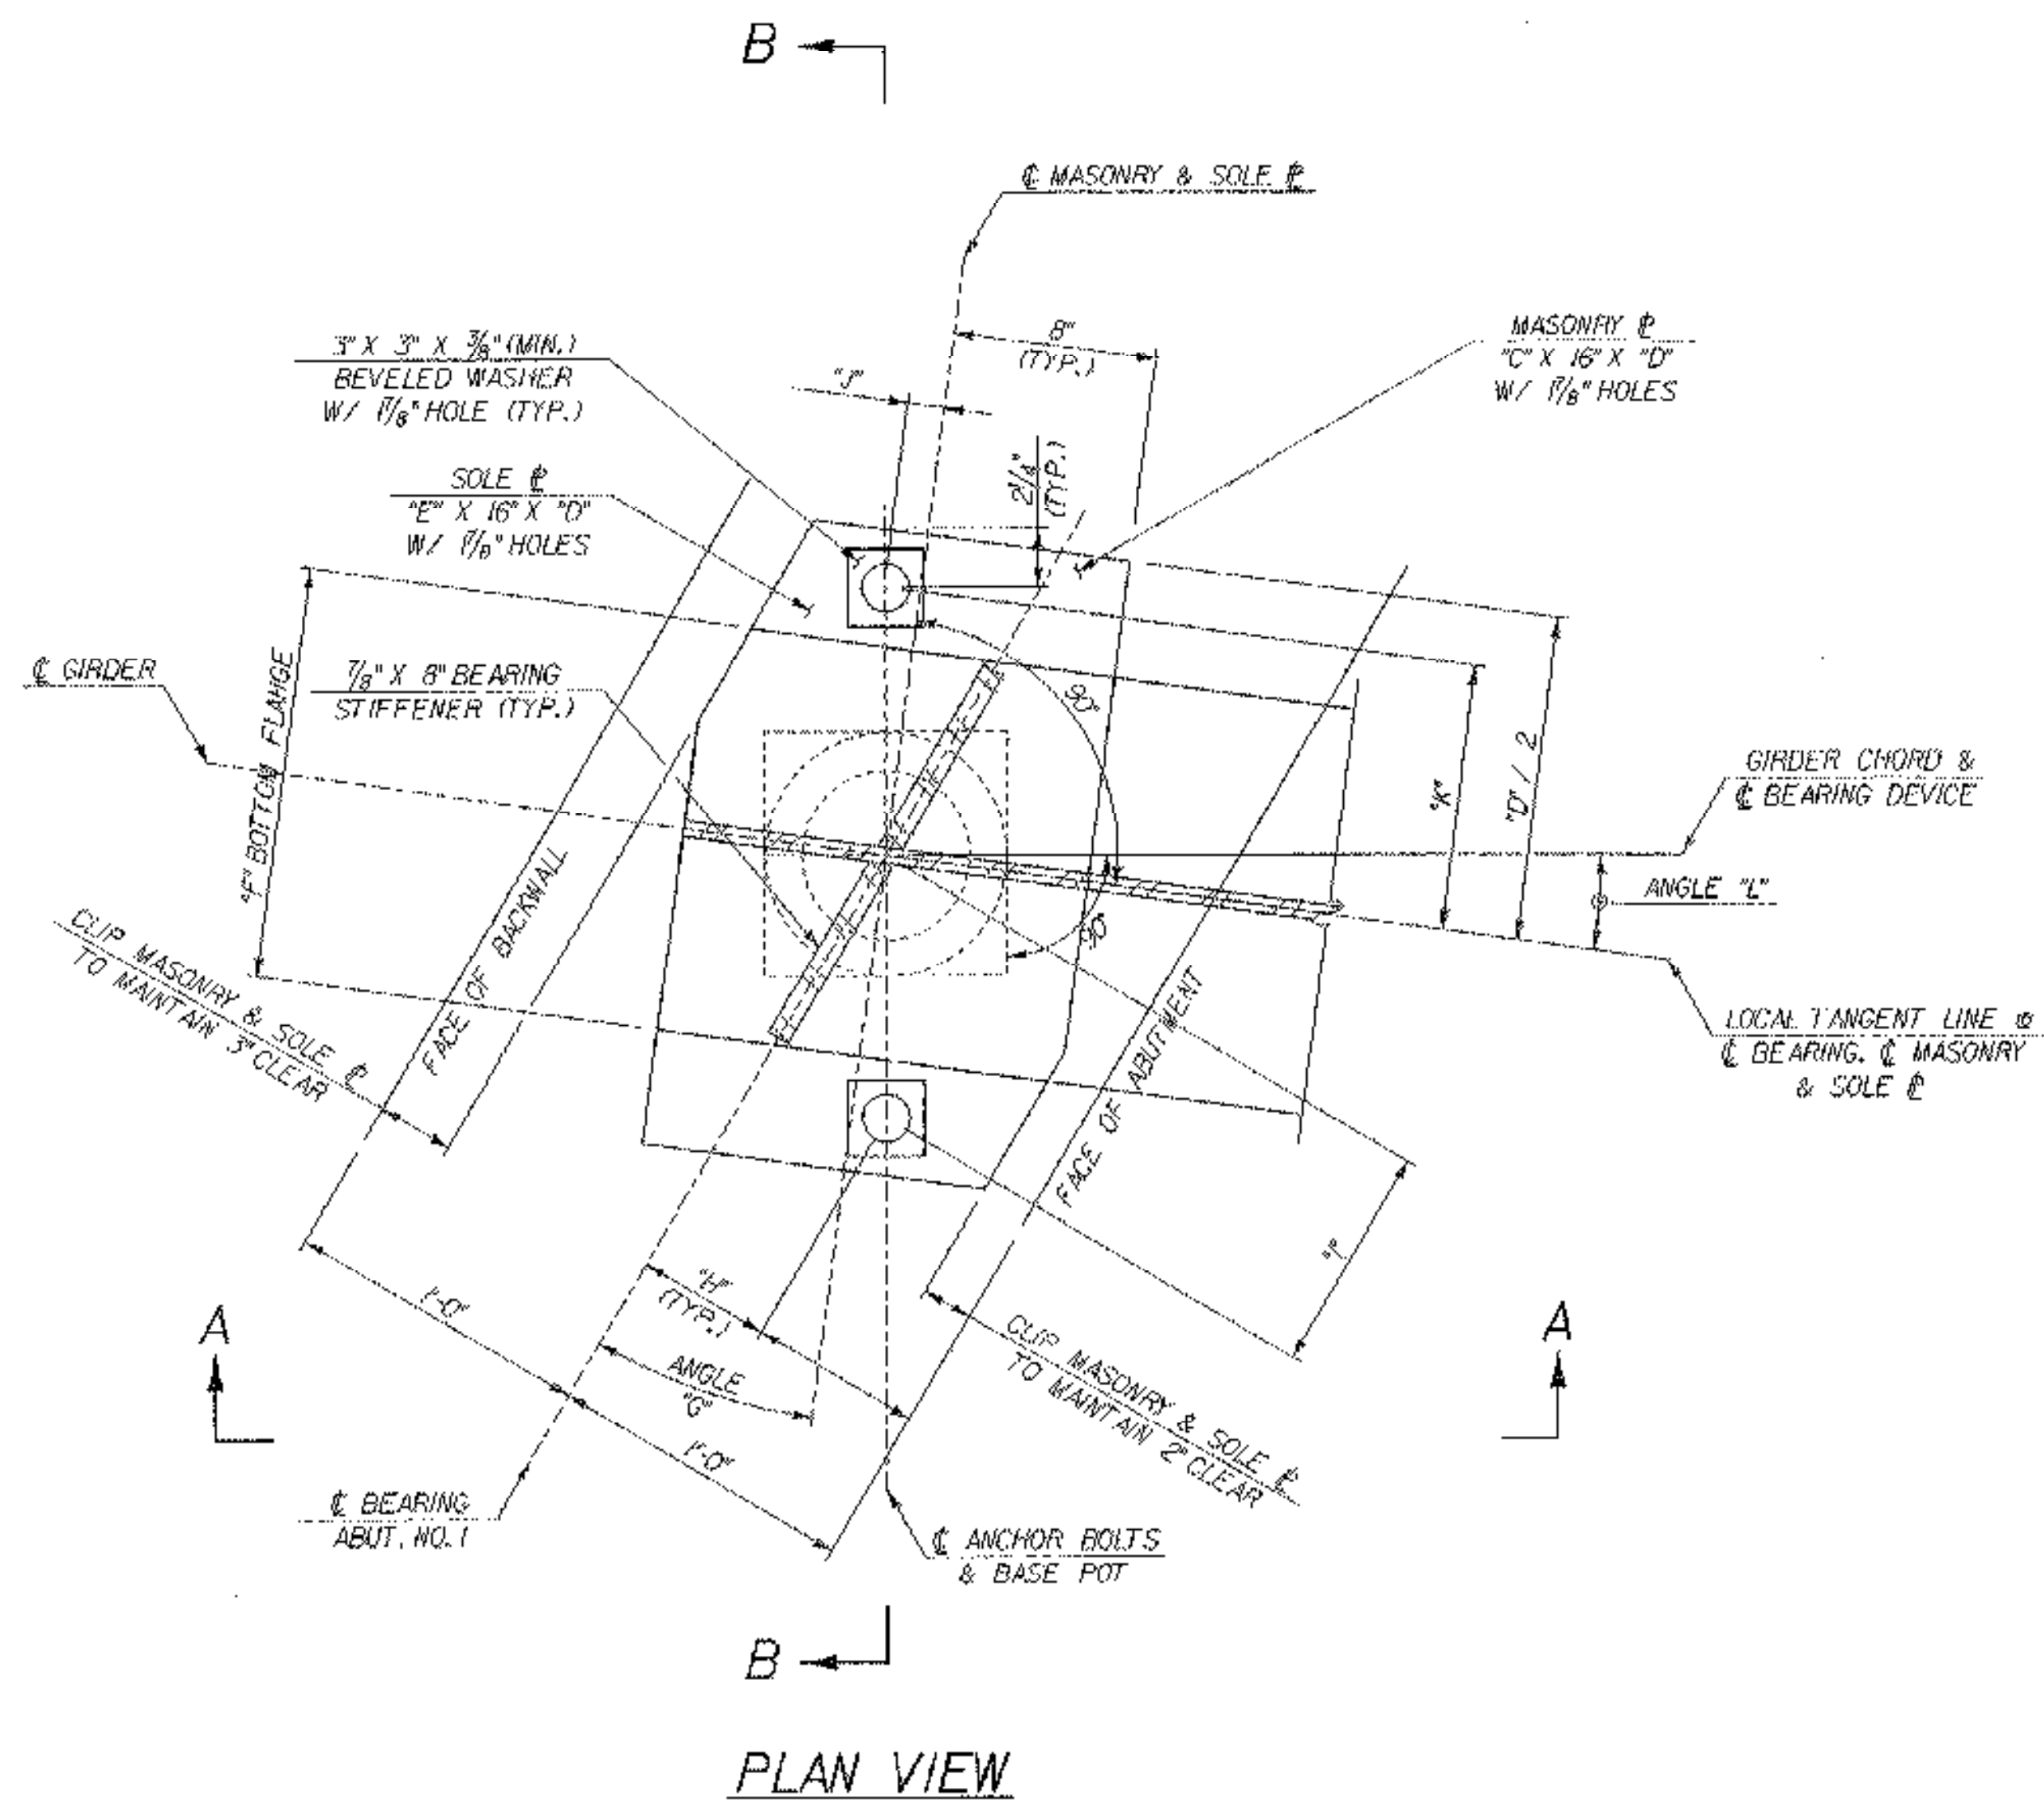 B
℄ MASONRY & SOLE ⅊
8"
(TYP.)
"J"
2¼"
(TYP.)
MASONRY ⅊
"C" X 16" X "D"
W/ 1⅞" HOLES
3" X 3" X ⅜" (MIN.)
BEVELED WASHER
W/ 1⅞" HOLE (TYP.)
SOLE ⅊
"E" X 16" X "D"
W/ 1⅞" HOLES
℄ GIRDER
⅞" X 8" BEARING
STIFFENER (TYP.)
"F" BOTTOM FLANGE
90°
"K"
"D" / 2
GIRDER CHORD &
℄ BEARING DEVICE
ANGLE "L"
90°
LOCAL TANGENT LINE @
℄ BEARING, ℄ MASONRY
& SOLE ⅊
FACE OF BACKWALL
CLIP MASONRY & SOLE ⅊
TO MAINTAIN 3" CLEAR
FACE OF ABUTMENT
"H"
(TYP.)
1'-0"
ANGLE
"G"
1'-0"
CLIP MASONRY & SOLE ⅊
TO MAINTAIN 2" CLEAR
A
A
℄ BEARING
ABUT. NO. 1
℄ ANCHOR BOLTS
& BASE POT
B
PLAN VIEW